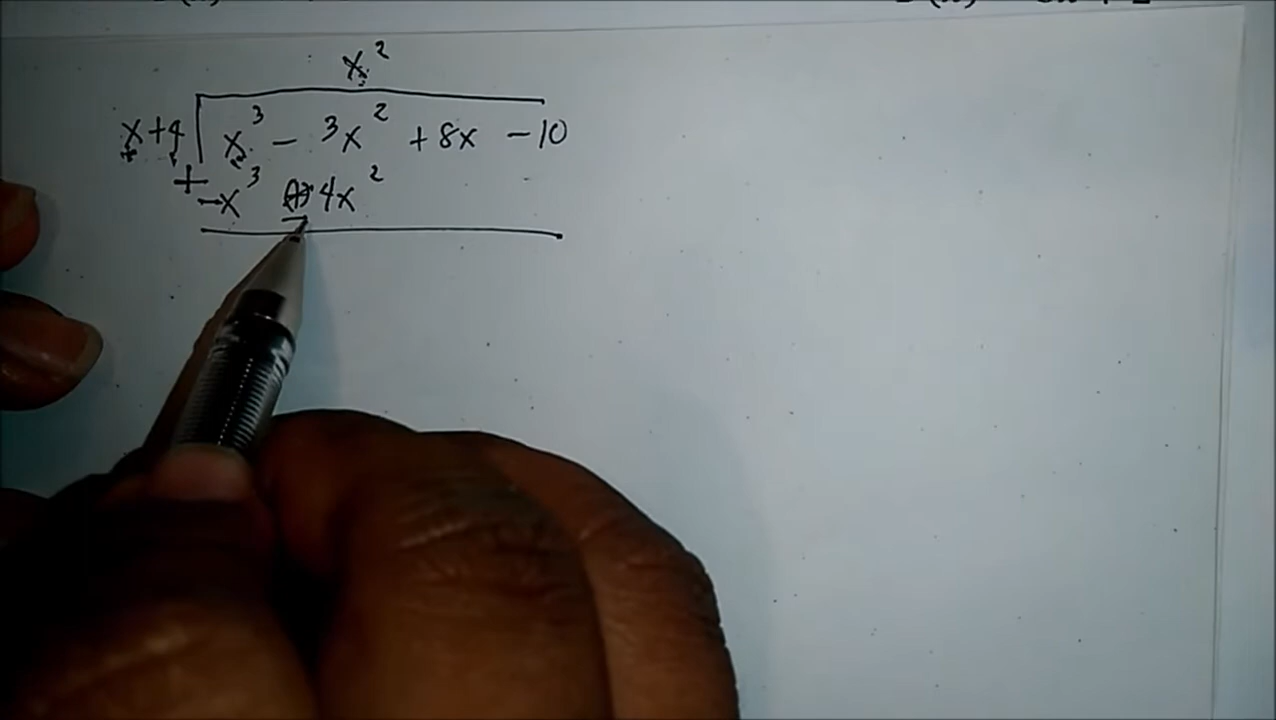 x²
x+4 x³ - 3x² +8x -10
+
-x³ (+) 4x²
-